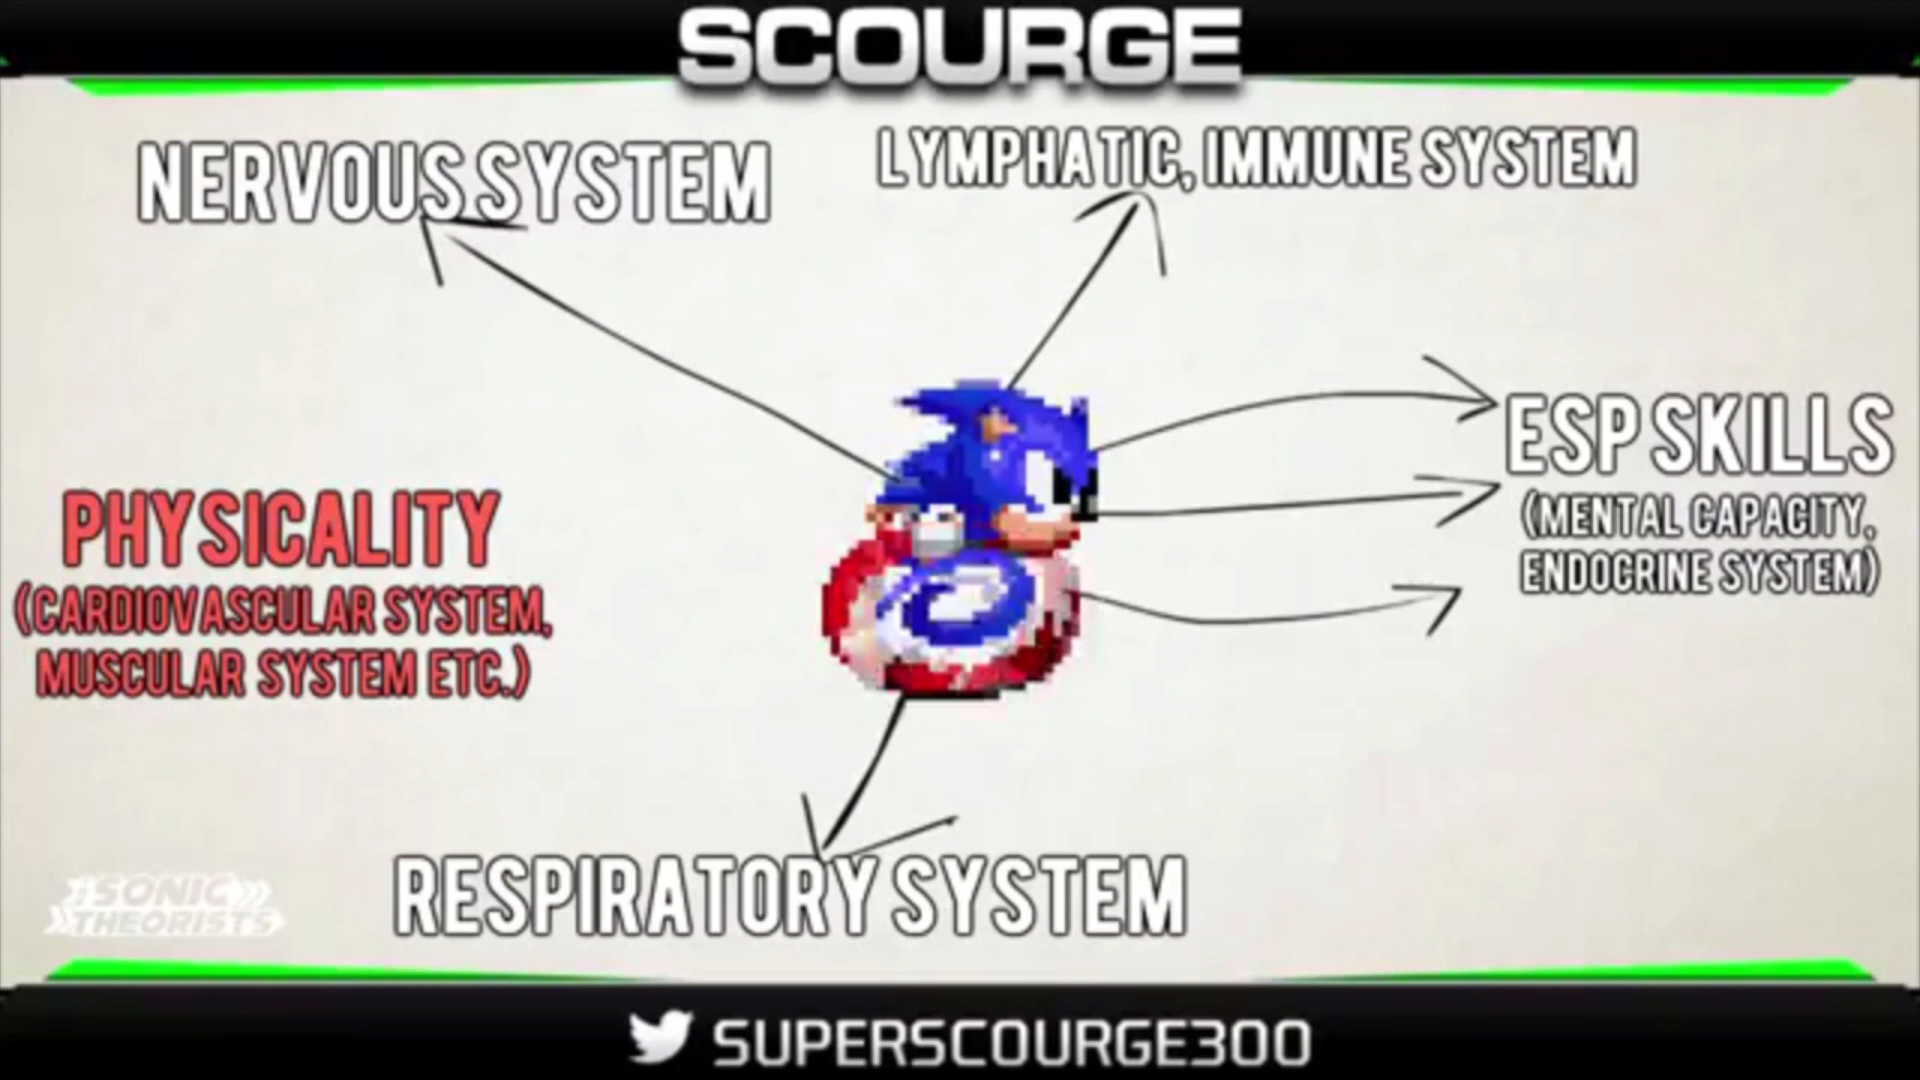 SCOURGE
NERVOUS SYSTEM
LYMPHATIC, IMMUNE SYSTEM
ESP SKILLS
(MENTAL CAPACITY,
ENDOCRINE SYSTEM)
PHYSICALITY
(CARDIOVASCULAR SYSTEM,
MUSCULAR SYSTEM ETC.)
RESPIRATORY SYSTEM
#SONIC
THEORISTS
SUPERSCOURGE300